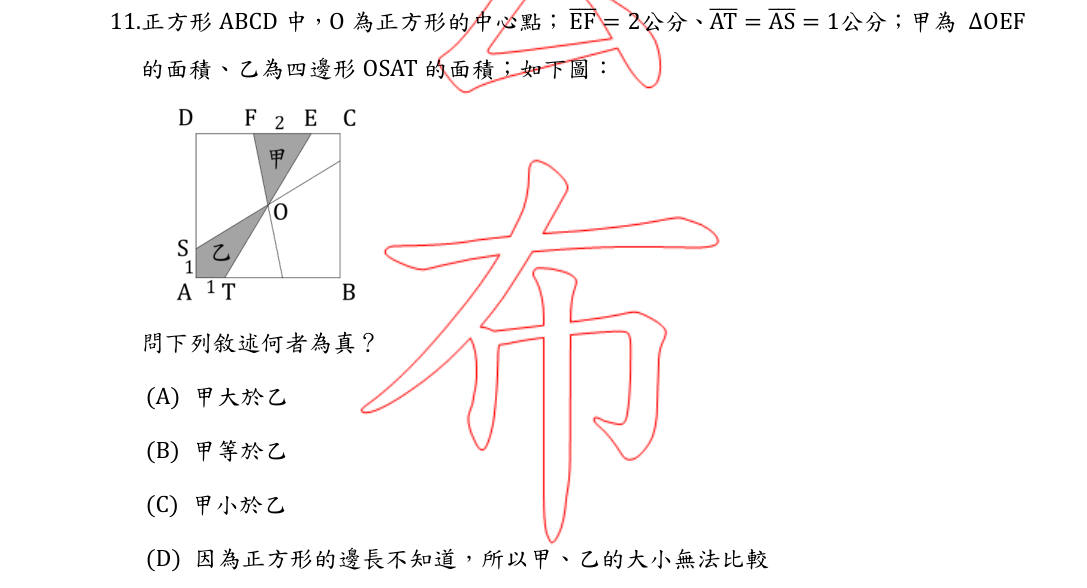 11.正方形 ABCD 中，O 為正方形的中心點；EF = 2公分、AT = AS = 1公分；甲為 ΔOEF
的面積、乙為四邊形 OSAT 的面積；如下圖：
D F 2 E C
甲
O
S 乙
1
A 1 T B
問下列敘述何者為真？
(A) 甲大於乙
(B) 甲等於乙
(C) 甲小於乙
(D) 因為正方形的邊長不知道，所以甲、乙的大小無法比較
布